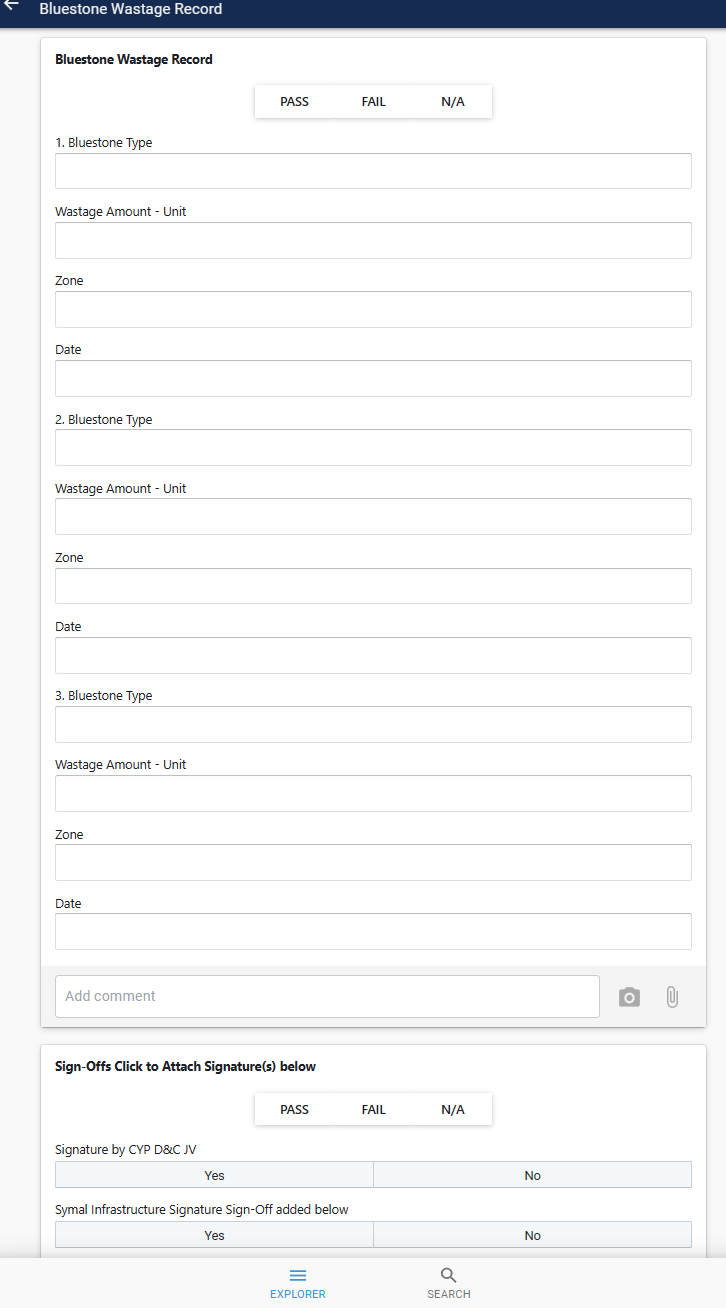 Bluestone Wastage Record
Bluestone Wastage Record
PASS FAIL N/A
1. Bluestone Type
Wastage Amount - Unit
Zone
Date
2. Bluestone Type
Wastage Amount - Unit
Zone
Date
3. Bluestone Type
Wastage Amount - Unit
Zone
Date
Add comment
Sign-Offs Click to Attach Signature(s) below
PASS FAIL N/A
Signature by CYP D&C JV
Yes No
Symal Infrastructure Signature Sign-Off added below
Yes No
EXPLORER SEARCH